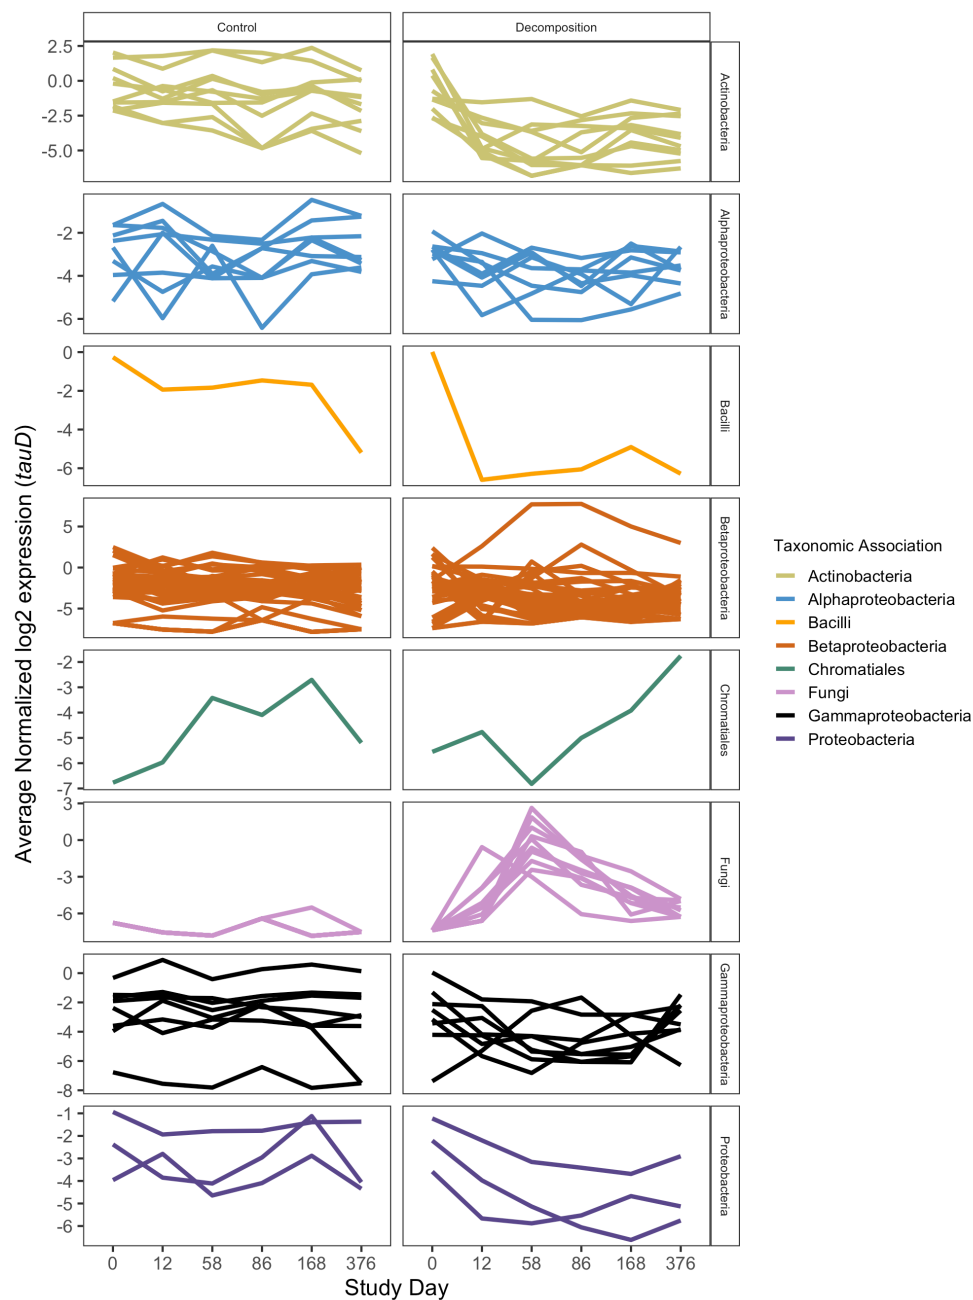 Control
Decomposition
2.5
0.0
-2.5
-5.0
Actinobacteria
-2
-4
-6
Alphaproteobacteria
0
-2
-4
-6
Bacilli
5
0
-5
Betaproteobacteria
-2
-3
-4
-5
-6
-7
Chromatiales
3
0
-3
-6
Fungi
0
-2
-4
-6
-8
Gammaproteobacteria
-1
-2
-3
-4
-5
-6
Proteobacteria
0 12 58 86 168 376
0 12 58 86 168 376
Study Day
Average Normalized log2 expression (tauD)
Taxonomic Association
Actinobacteria
Alphaproteobacteria
Bacilli
Betaproteobacteria
Chromatiales
Fungi
Gammaproteobacteria
Proteobacteria